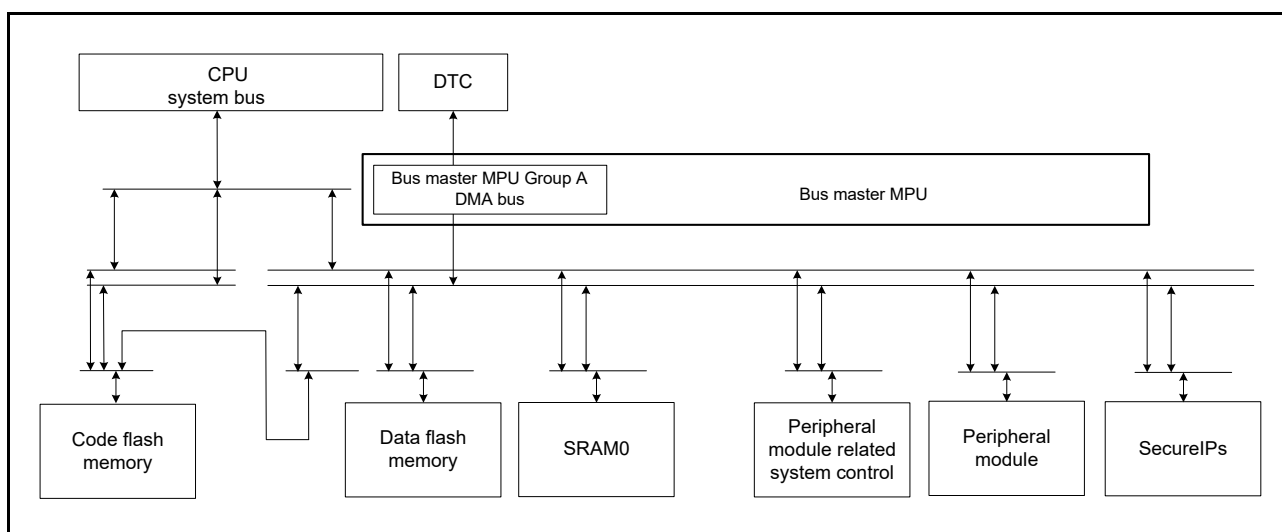 CPU
system bus
DTC
Bus master MPU Group A
DMA bus
Bus master MPU
Code flash
memory
Data flash
memory
SRAM0
Peripheral
module related
system control
Peripheral
module
SecureIPs